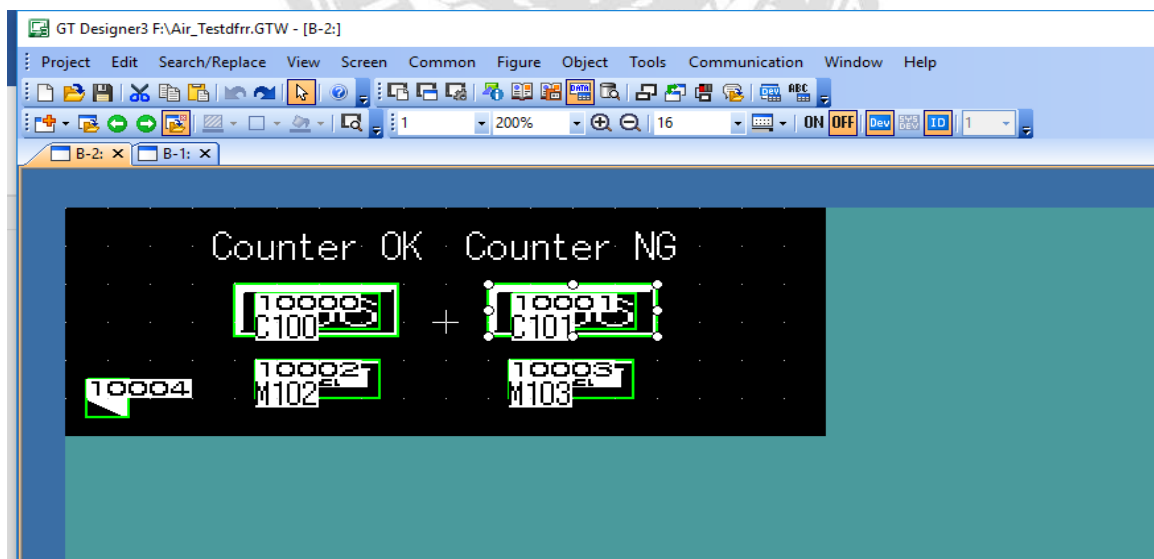 GT Designer3 F:\Air_Testdfrr.GTW - [B-2:]
Project Edit Search/Replace View Screen Common Figure Object Tools Communication Window Help
1 200% 16 ON OFF Dev SYS DEV ID 1
B-2: B-1:
Counter OK Counter NG
10000 10001
C100 C101
10002 10003
M102 M103
10004